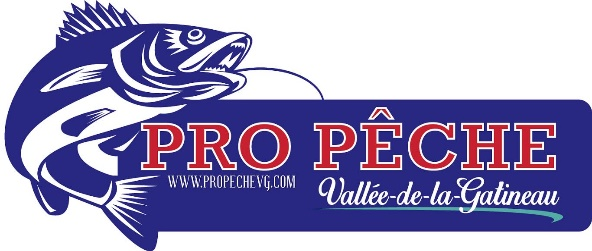 PRO PÊCHE
WWW.PROPECHEVG.COM
Vallée-de-la-Gatineau